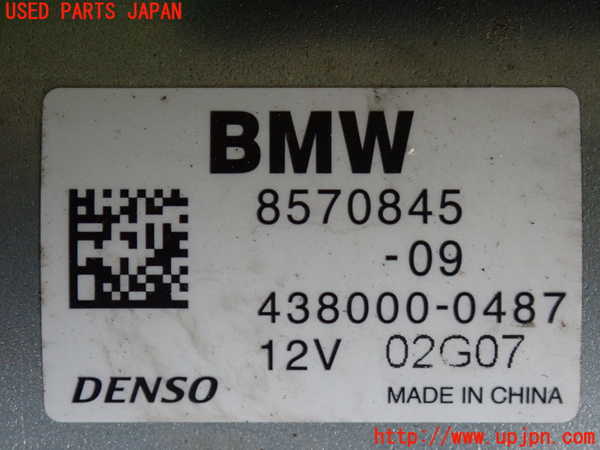 USED PARTS JAPAN
BMW
8570845
-09
438000-0487
12V 02G07
DENSO MADE IN CHINA
http://www.upjpn.com